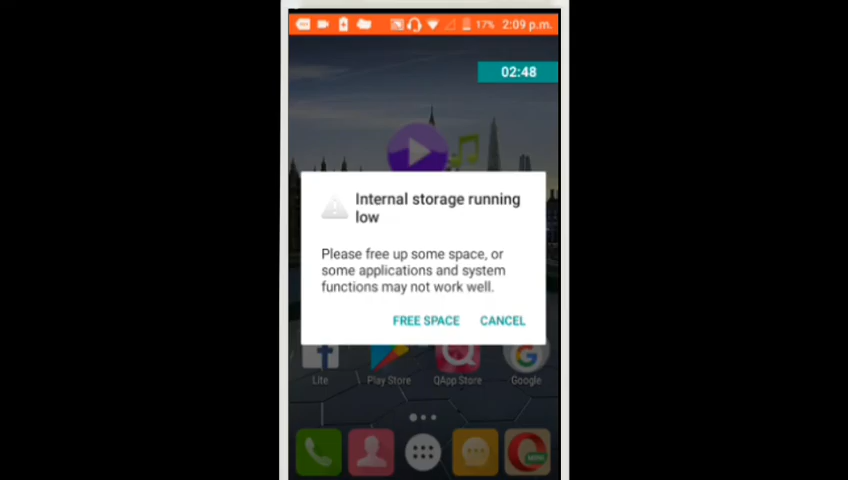 17% 2:09 p.m.
02:48
Internal storage running
low
Please free up some space, or
some applications and system
functions may not work well.
FREE SPACE CANCEL
Lite Play Store QApp Store Google